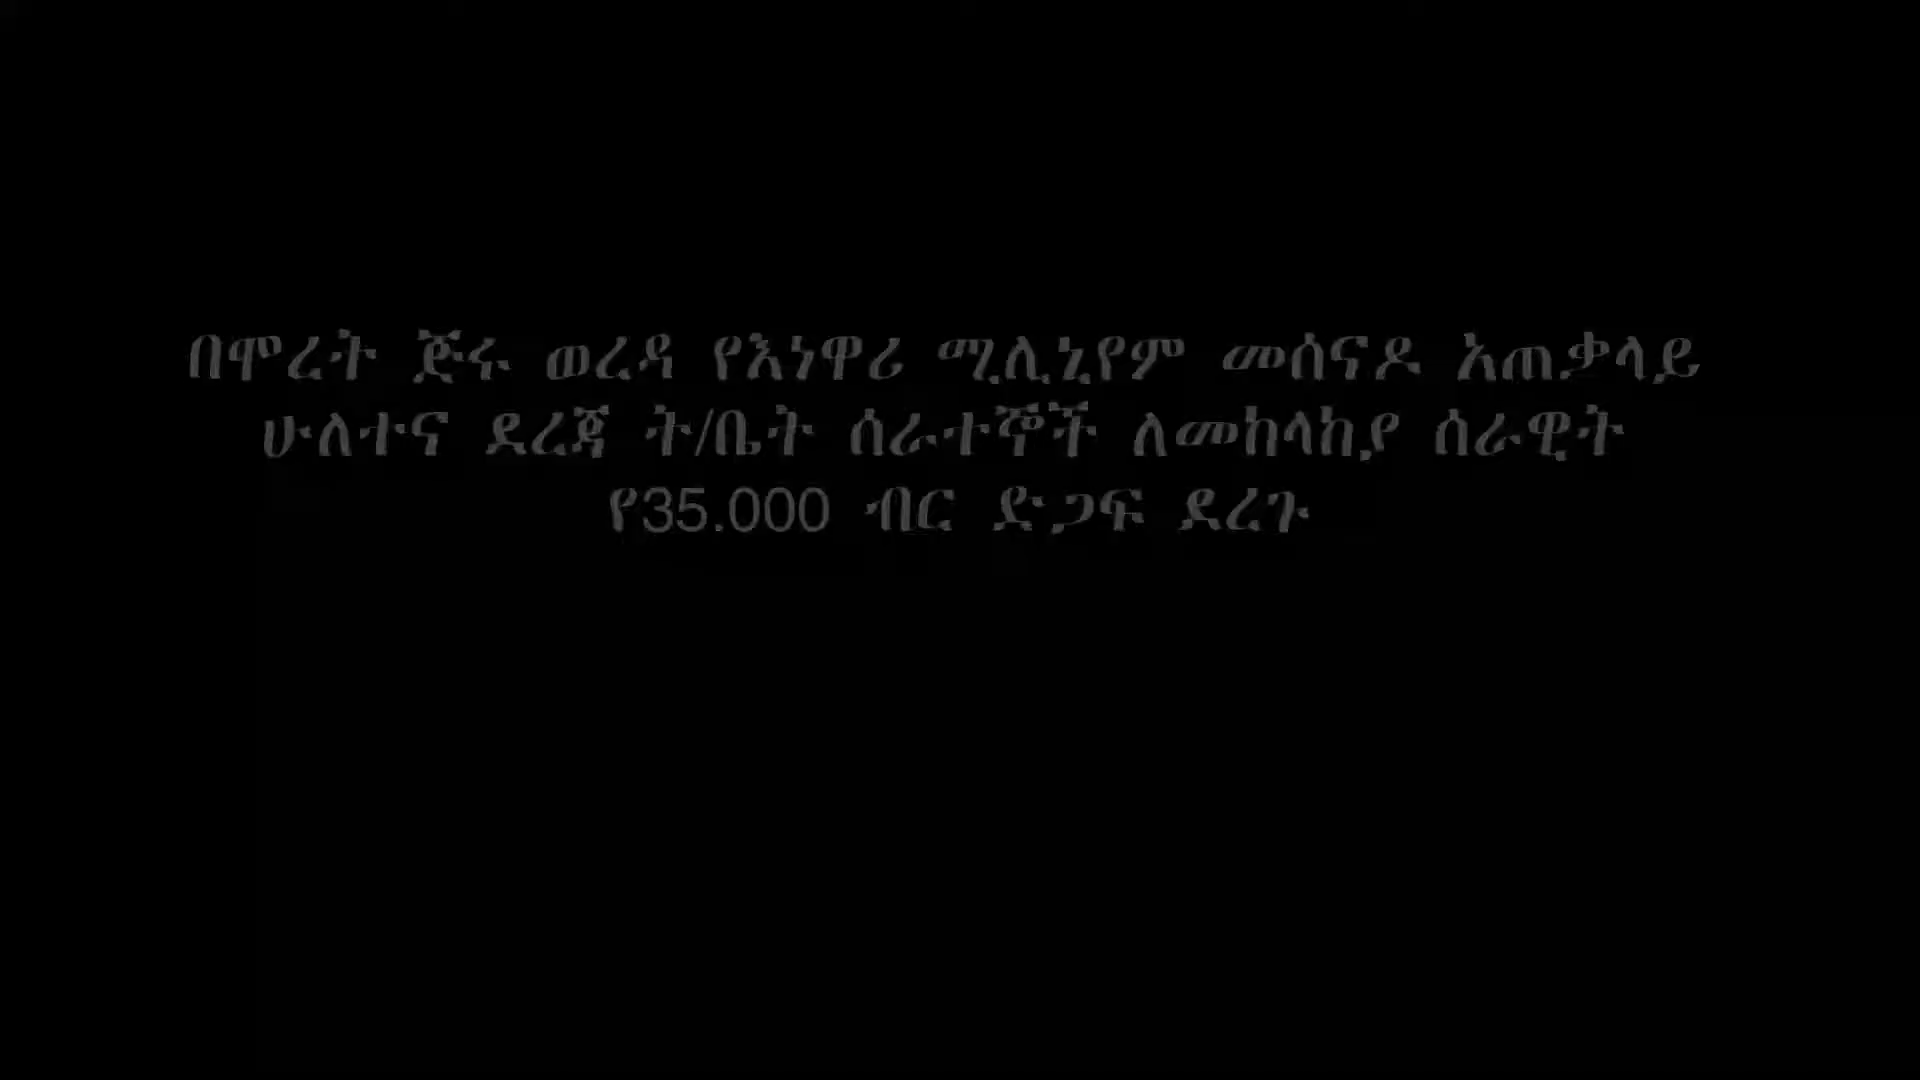 በሞረት ጅሩ ወረዳ የእነዋሪ ሚሊኒየም መሰናዶ አጠቃላይ
ሁለተና ደረጃ ት/ቤት ሰራተኞች ለመከላከያ ሰራዊት
የ35.000 ብር ድጋፍ ደረጉ